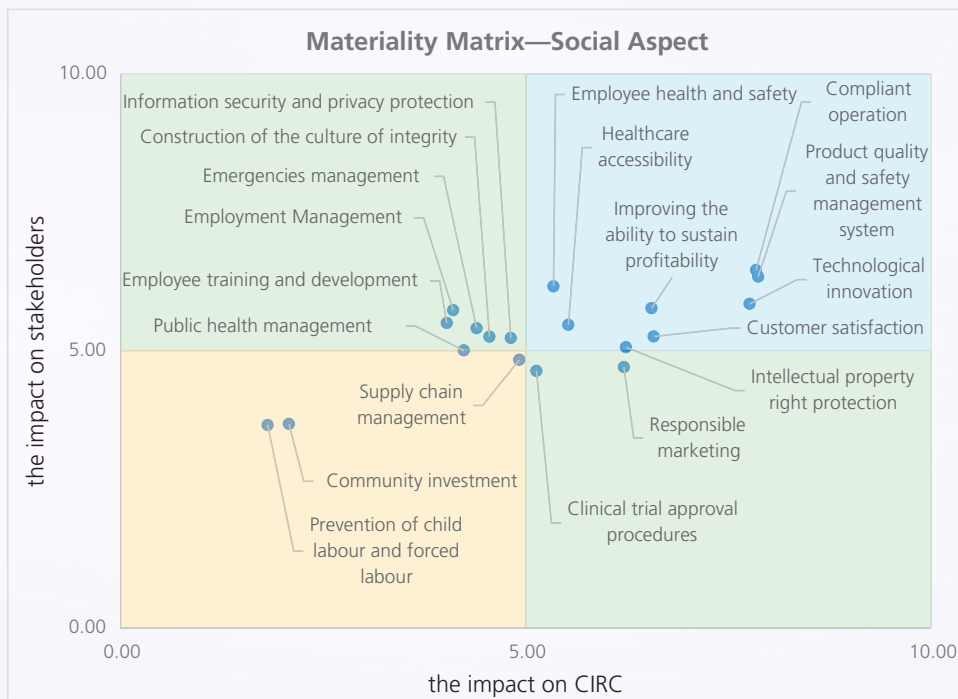 Materiality Matrix—Social Aspect
10.00
Information security and privacy protection
Construction of the culture of integrity
Emergencies management
Employment Management
Employee training and development
Public health management
Employee health and safety
Healthcare
accessibility
Improving the
ability to sustain
profitability
Compliant
operation
Product quality
and safety
management
system
Technological
innovation
Customer satisfaction
the impact on stakeholders
5.00
Supply chain
management
Intellectual property
right protection
Responsible
marketing
Community investment
Clinical trial approval
procedures
Prevention of child
labour and forced
labour
0.00
0.00
5.00
10.00
the impact on CIRC